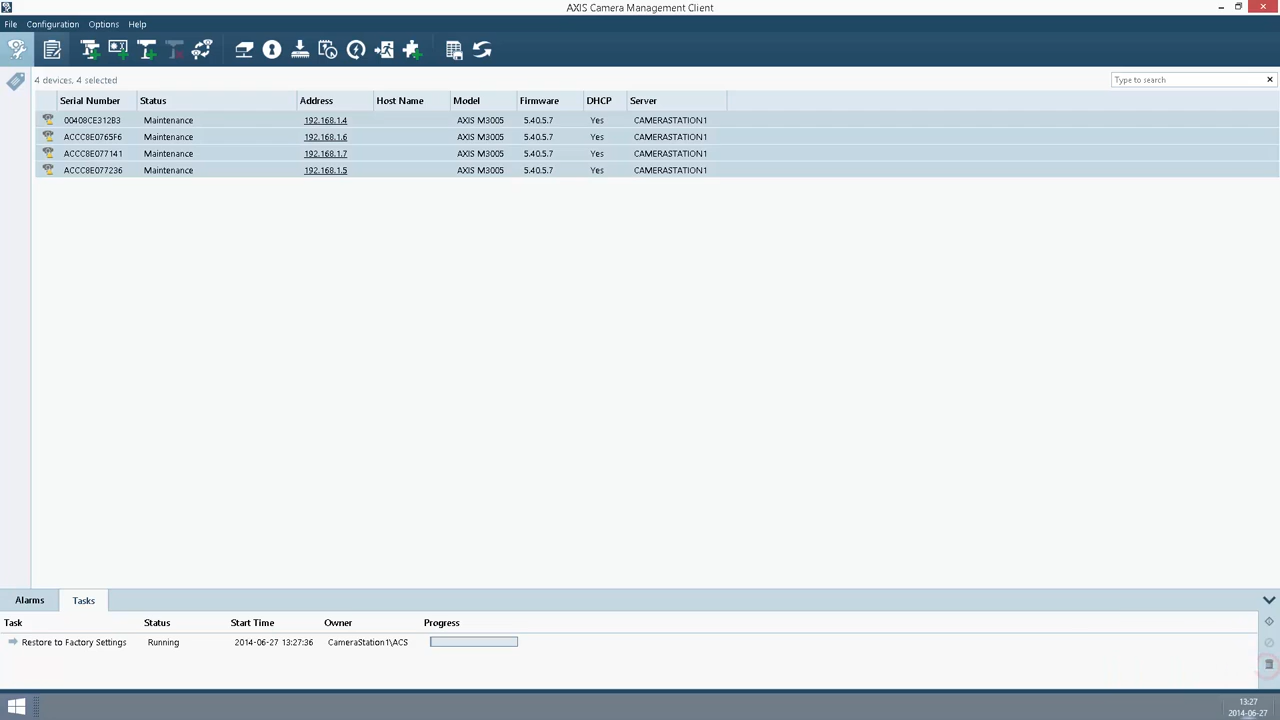 AXIS Camera Management Client
File Configuration Options Help
4 devices, 4 selected
Type to search
Serial Number Status Address Host Name Model Firmware DHCP Server
00408CE312B3 Maintenance 192.168.1.4 AXIS M3005 5.40.5.7 Yes CAMERASTATION1
ACCC8E0765F6 Maintenance 192.168.1.6 AXIS M3005 5.40.5.7 Yes CAMERASTATION1
ACCC8E077141 Maintenance 192.168.1.7 AXIS M3005 5.40.5.7 Yes CAMERASTATION1
ACCC8E077236 Maintenance 192.168.1.5 AXIS M3005 5.40.5.7 Yes CAMERASTATION1
Alarms Tasks
Task Status Start Time Owner Progress
Restore to Factory Settings Running 2014-06-27 13:27:36 CameraStation1\ACS
13:27
2014-06-27